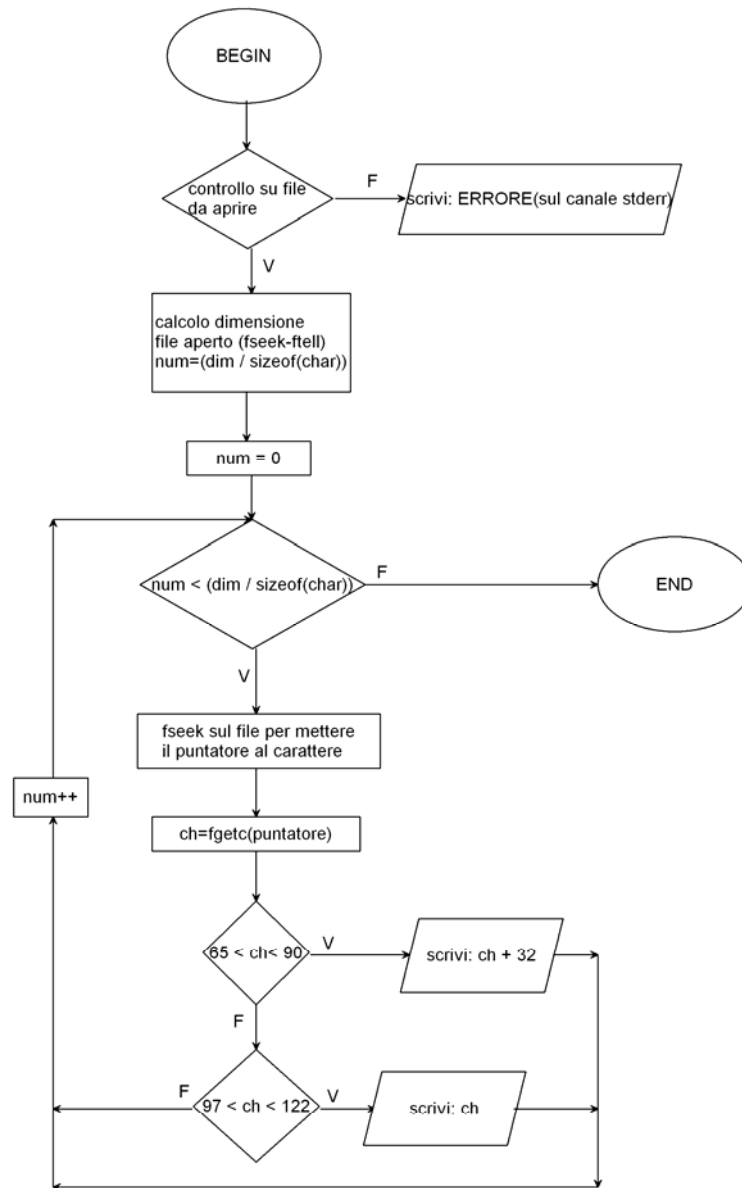 BEGIN
controllo su file
da aprire
F
scrivi: ERRORE(sul canale stderr)
V
calcolo dimensione
file aperto (fseek-ftell)
num=(dim / sizeof(char))
num = 0
num < (dim / sizeof(char))
F
END
V
fseek sul file per mettere
il puntatore al carattere
num++
ch=fgetc(puntatore)
65 < ch< 90
V
scrivi: ch + 32
F
97 < ch < 122
F
V
scrivi: ch